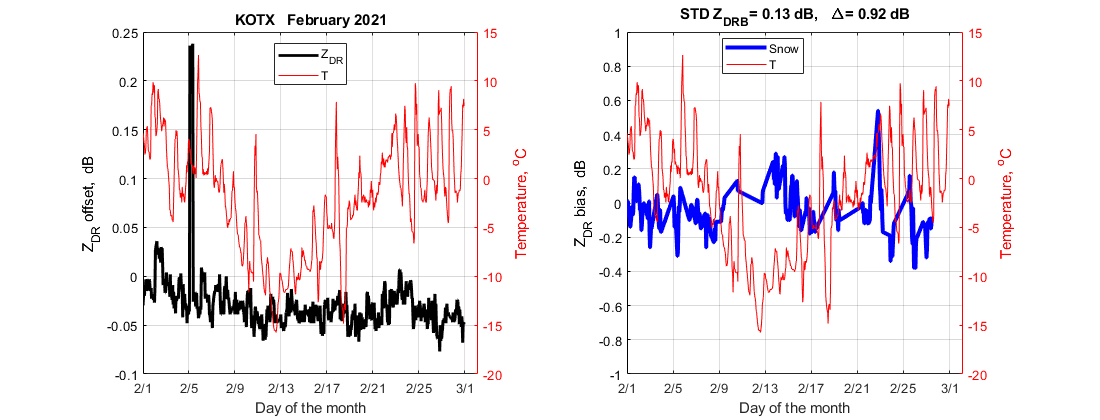 KOTX February 2021
0.25
0.2
0.15
0.1
0.05
0
-0.05
-0.1
Z_DR offset, dB
Z_DR
T
15
10
5
0
-5
-10
-15
-20
Temperature, °C
2/1 2/5 2/9 2/13 2/17 2/21 2/25 3/1
Day of the month
STD Z_DRB = 0.13 dB, Δ= 0.92 dB
1
0.8
0.6
0.4
0.2
0
-0.2
-0.4
-0.6
-0.8
-1
Z_DR bias, dB
Snow
T
15
10
5
0
-5
-10
-15
-20
Temperature, °C
2/1 2/5 2/9 2/13 2/17 2/21 2/25 3/1
Day of the month